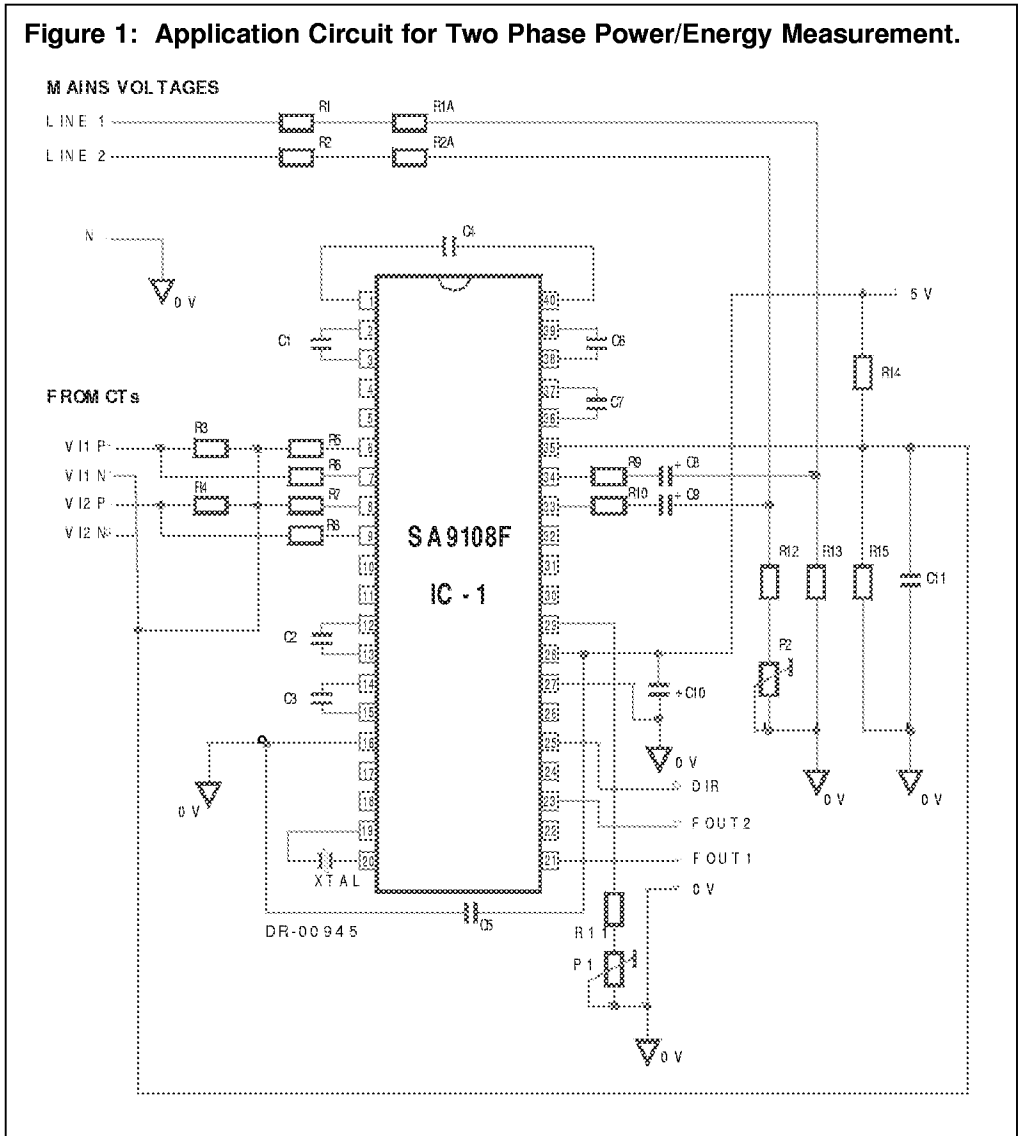 Figure 1: Application Circuit for Two Phase Power/Energy Measurement.
MAINS VOLTAGES
LINE 1
R1
R1A
LINE 2
R2
R2A
N
0 V
C4
5 V
1
40
2
39
C1
C6
3
38
R14
4
37
C7
5
36
FROM CTs
35
VI1 P
R3
R5
6
VI1 N
R6
7
34
R9
+ C8
VI2 P
R4
R7
8
33
R10
+ C9
VI2 N
R8
9
32
SA9108F
10
31
R12
R13
R15
C11
IC - 1
11
30
12
29
C2
13
28
P2
14
27
+ C10
C3
15
26
16
25
0 V
0 V
17
24
DIR
0 V
0 V
18
23
FOUT2
19
22
20
21
FOUT1
XTAL
0 V
C5
DR-00945
R11
P1
0 V